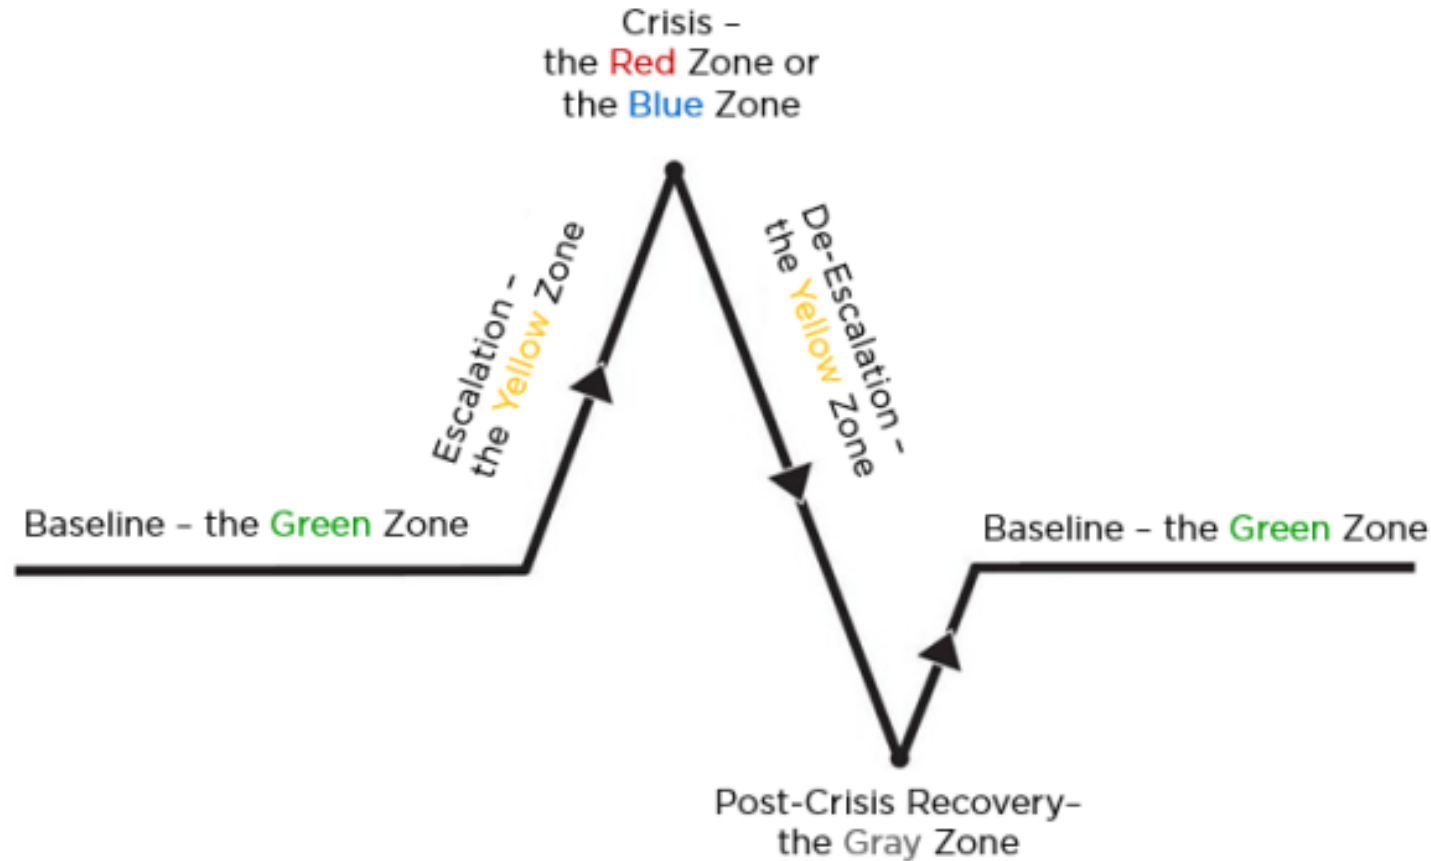 Crisis –
the Red Zone or
the Blue Zone
Escalation –
the Yellow Zone
De-Escalation –
the Yellow Zone
Baseline – the Green Zone
Baseline – the Green Zone
Post-Crisis Recovery–
the Gray Zone